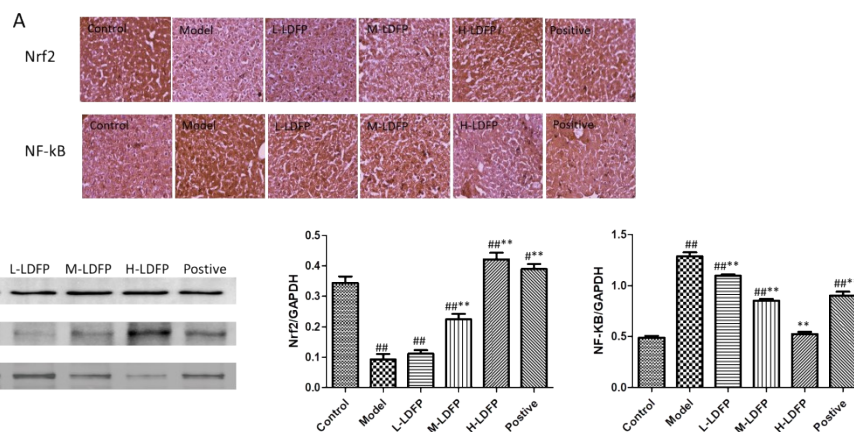 A
Nrf2
Control Model L-LDFP M-LDFP H-LDFP Positive
NF-kB
Control Model L-LDFP M-LDFP H-LDFP Positive
L-LDFP M-LDFP H-LDFP Postive
Nrf2/GAPDH
0.5
0.4
0.3
0.2
0.1
0.0
## ## ##** ##** #**
Control Model L-LDFP M-LDFP H-LDFP Postive
NF-KB/GAPDH
1.5
1.0
0.5
0.0
## ##** ##** ** ##*
Control Model L-LDFP M-LDFP H-LDFP Postive